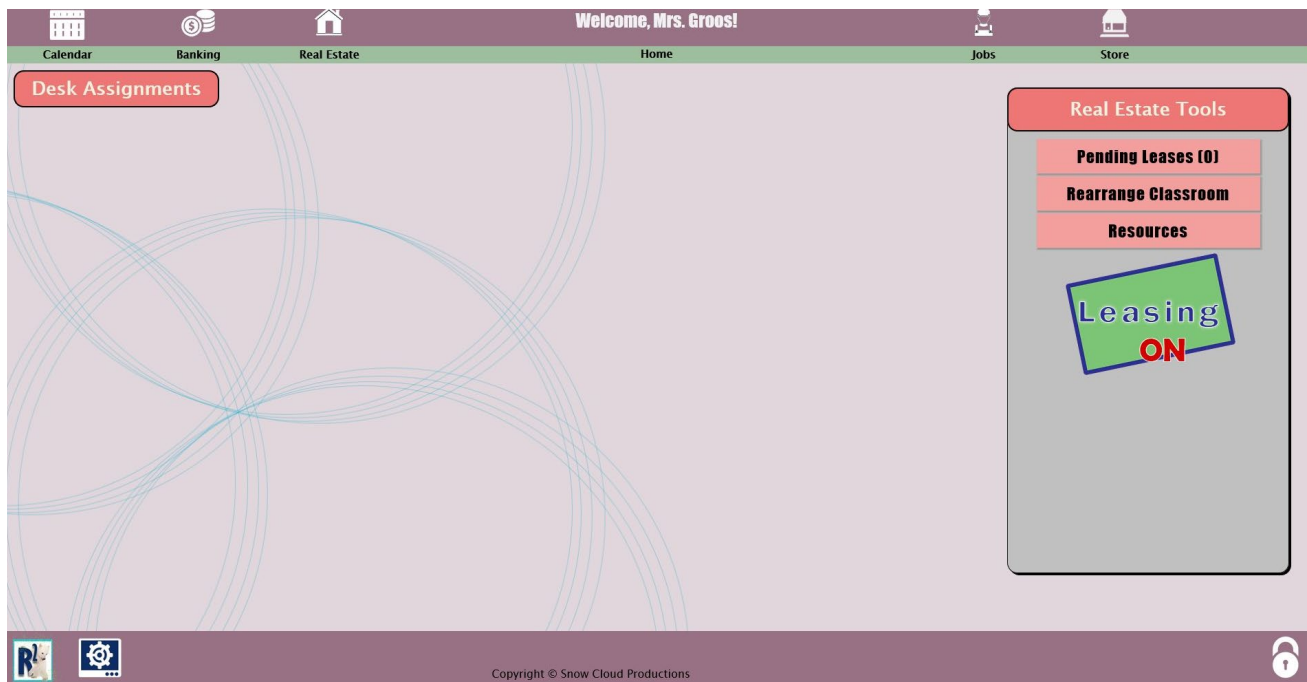 Welcome, Mrs. Groos!
Calendar Banking Real Estate Home Jobs Store
Desk Assignments
Real Estate Tools
Pending Leases (0)
Rearrange Classroom
Resources
Leasing
ON
Copyright © Snow Cloud Productions